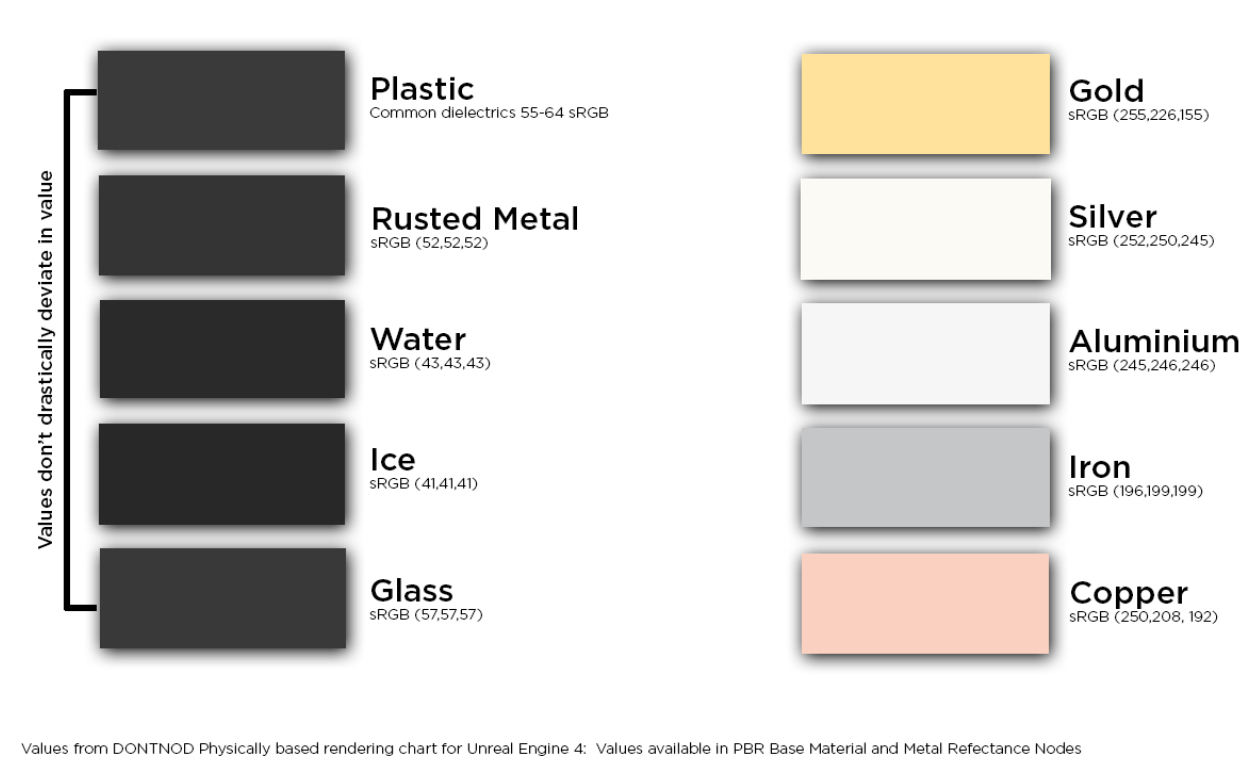 Values don't drastically deviate in value
Plastic
Common dielectrics 55-64 sRGB
Rusted Metal
sRGB (52,52,52)
Water
sRGB (43,43,43)
Ice
sRGB (41,41,41)
Glass
sRGB (57,57,57)
Gold
sRGB (255,226,155)
Silver
sRGB (252,250,245)
Aluminium
sRGB (245,246,246)
Iron
sRGB (196,199,199)
Copper
sRGB (250,208, 192)
Values from DONTNOD Physically based rendering chart for Unreal Engine 4:  Values available in PBR Base Material and Metal Refectance Nodes